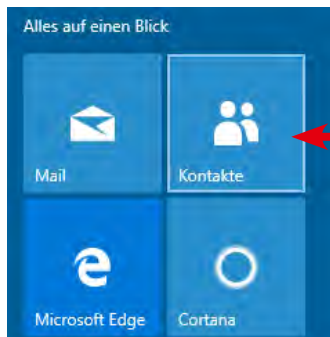 Alles auf einen Blick
Mail
Kontakte
Microsoft Edge
Cortana